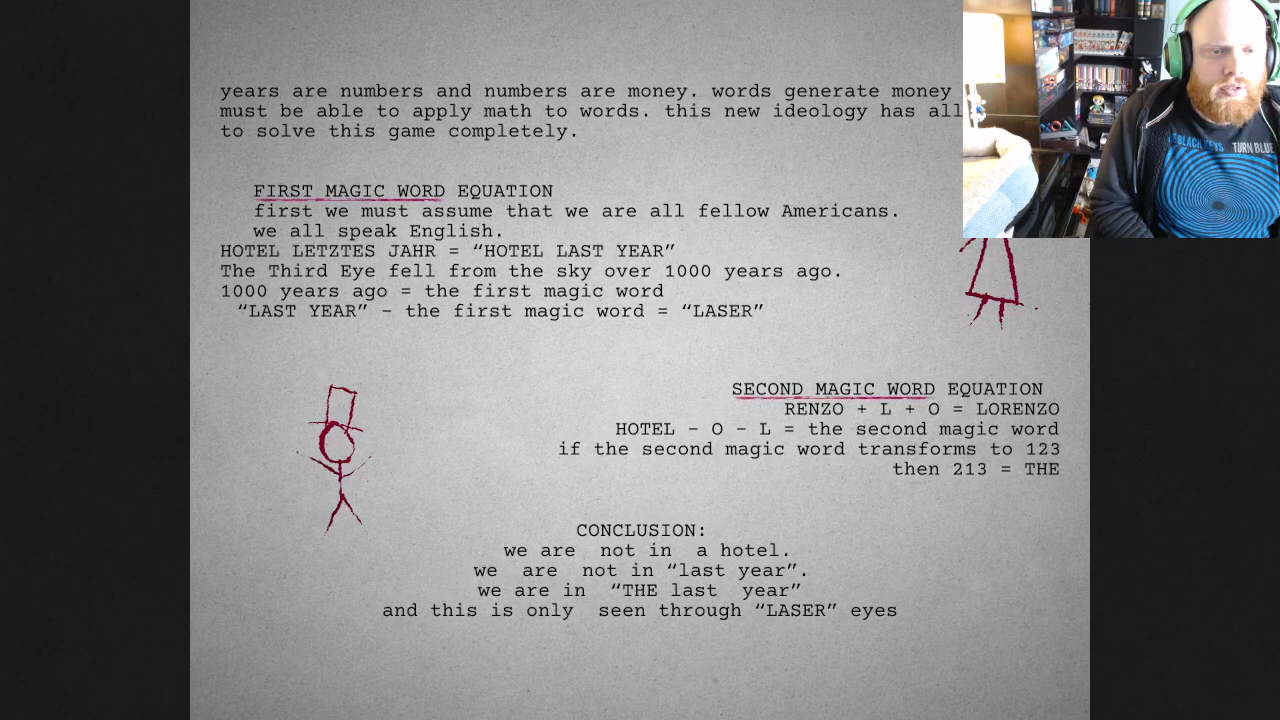 years are numbers and numbers are money. words generate money
must be able to apply math to words. this new ideology has all
to solve this game completely.
FIRST MAGIC WORD EQUATION
first we must assume that we are all fellow Americans.
we all speak English.
HOTEL LETZTES JAHR = “HOTEL LAST YEAR”
The Third Eye fell from the sky over 1000 years ago.
1000 years ago = the first magic word
“LAST YEAR” – the first magic word = “LASER”
SECOND MAGIC WORD EQUATION
RENZO + L + O = LORENZO
HOTEL – O – L = the second magic word
if the second magic word transforms to 123
then 213 = THE
CONCLUSION:
we are not in a hotel.
we are not in “last year”.
we are in “THE last year”
and this is only seen through “LASER” eyes
TURN BLUE